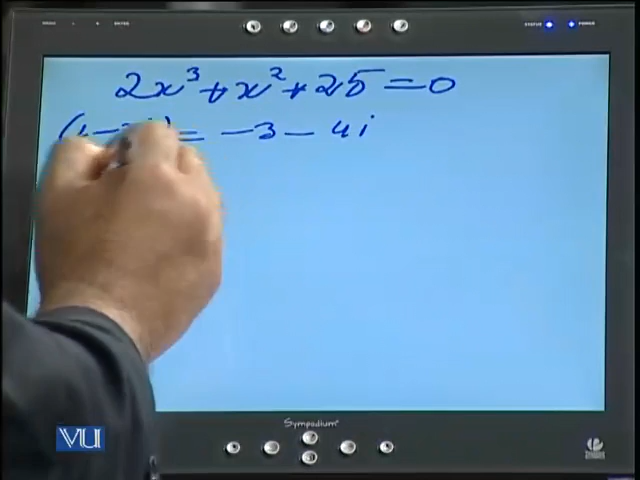 2x³+x²+25=0
= -3 - 4i
Sympodium
VU